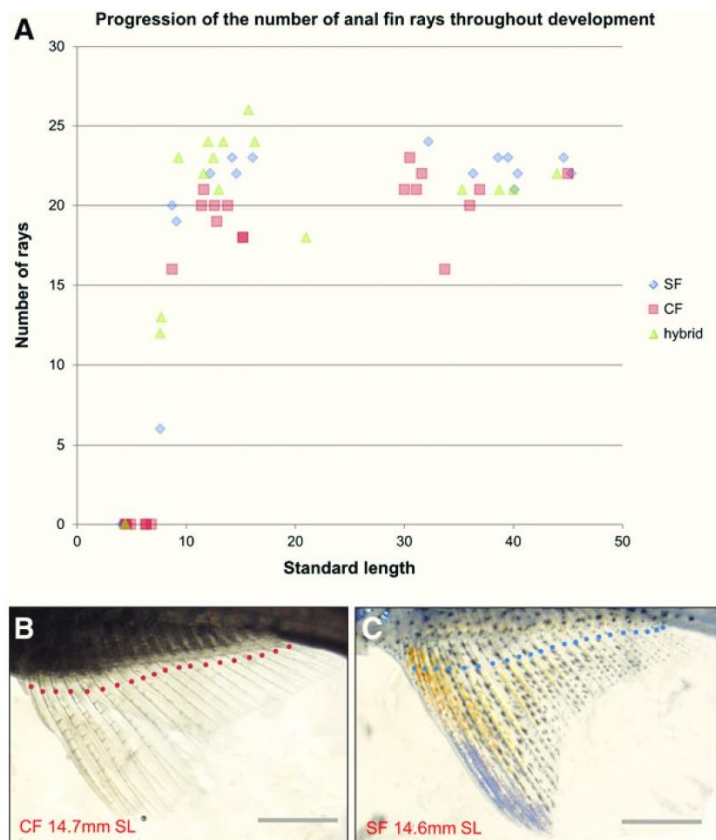 A
Progression of the number of anal fin rays throughout development
30
25
20
15
10
5
0
0 10 20 30 40 50
Number of rays
Standard length
SF
CF
hybrid
B
CF 14.7mm SL
C
SF 14.6mm SL